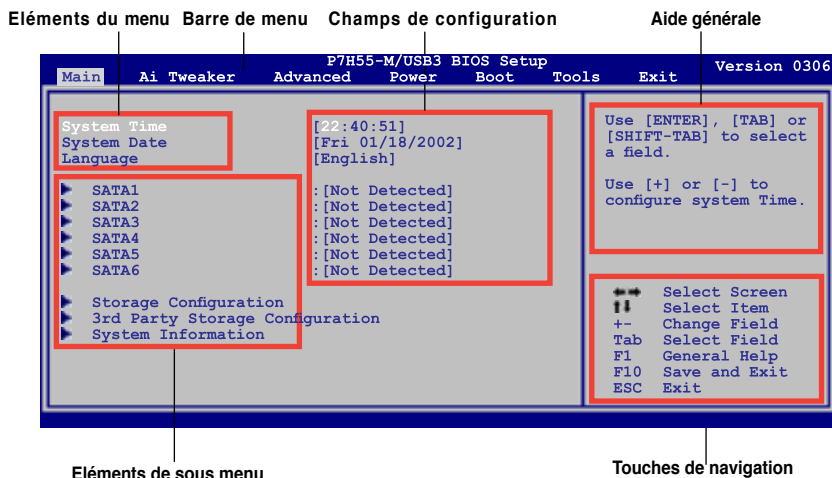 Eléments du menu Barre de menu Champs de configuration Aide générale
P7H55-M/USB3 BIOS Setup Version 0306
Main Ai Tweaker Advanced Power Boot Tools Exit
System Time [22:40:51]
System Date [Fri 01/18/2002]
Language [English]
SATA1 :[Not Detected]
SATA2 :[Not Detected]
SATA3 :[Not Detected]
SATA4 :[Not Detected]
SATA5 :[Not Detected]
SATA6 :[Not Detected]
Storage Configuration
3rd Party Storage Configuration
System Information
Use [ENTER], [TAB] or
[SHIFT-TAB] to select
a field.
Use [+] or [-] to
configure system Time.
←→ Select Screen
↑↓ Select Item
+- Change Field
Tab Select Field
F1 General Help
F10 Save and Exit
ESC Exit
Eléments de sous menu Touches de navigation